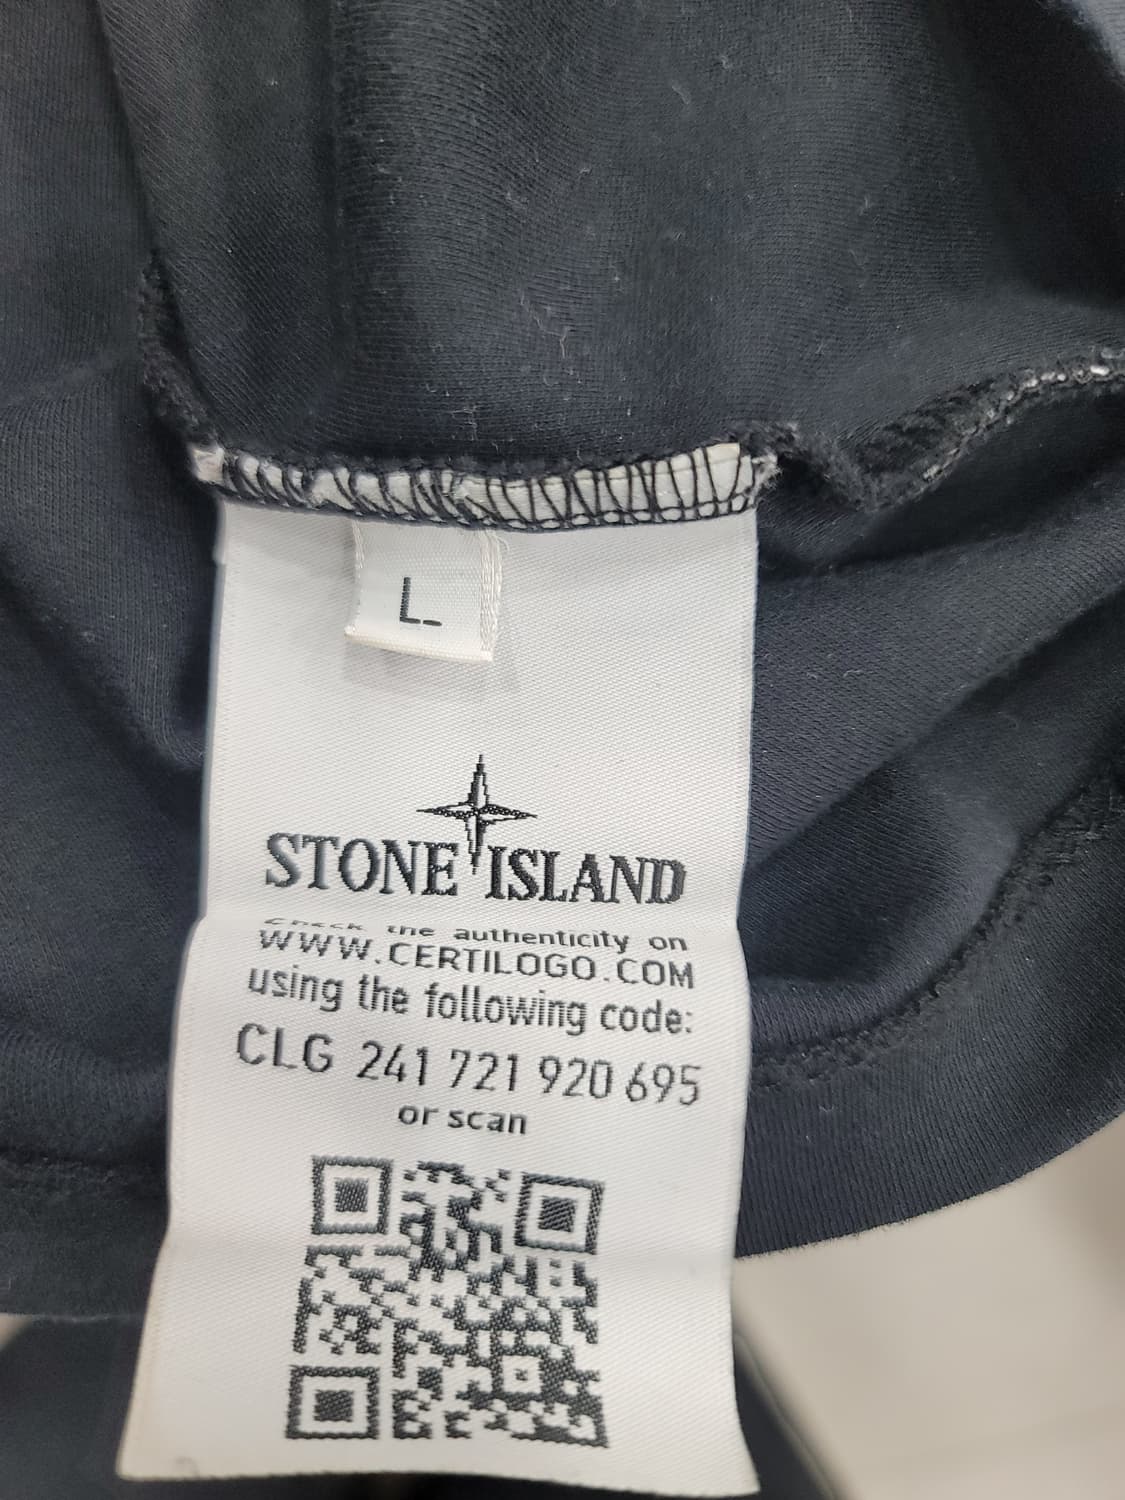 L
STONE ISLAND
Check the authenticity on
WWW.CERTILOGO.COM
using the following code:
CLG 241 721 920 695
or scan